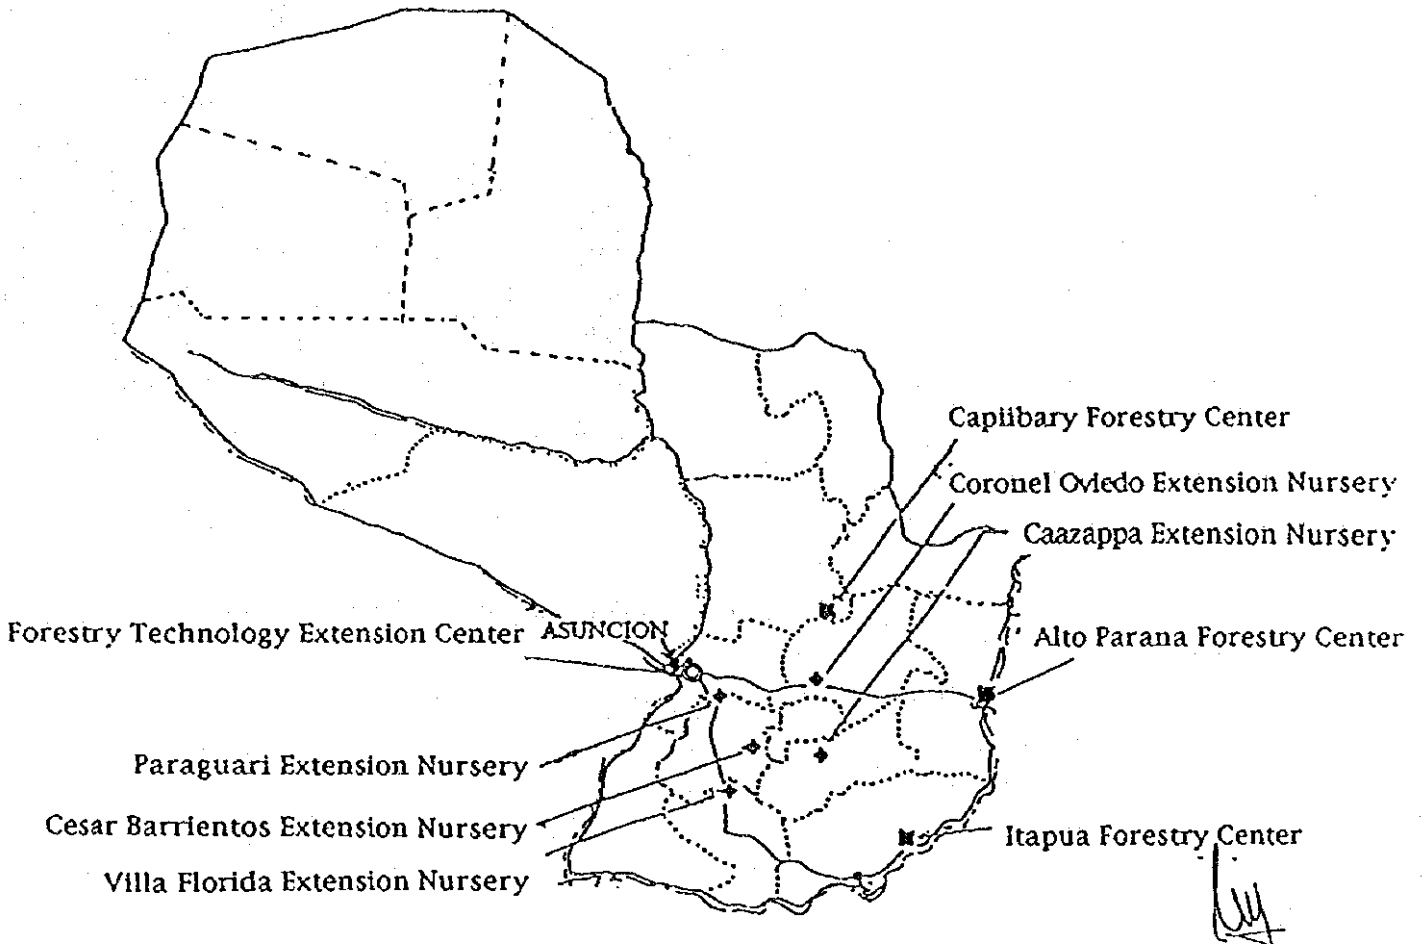 Capiibary Forestry Center
Coronel Oviedo Extension Nursery
Caazappa Extension Nursery
Forestry Technology Extension Center
ASUNCION
Alto Parana Forestry Center
Paraguari Extension Nursery
Cesar Barrientos Extension Nursery
Itapua Forestry Center
Villa Florida Extension Nursery